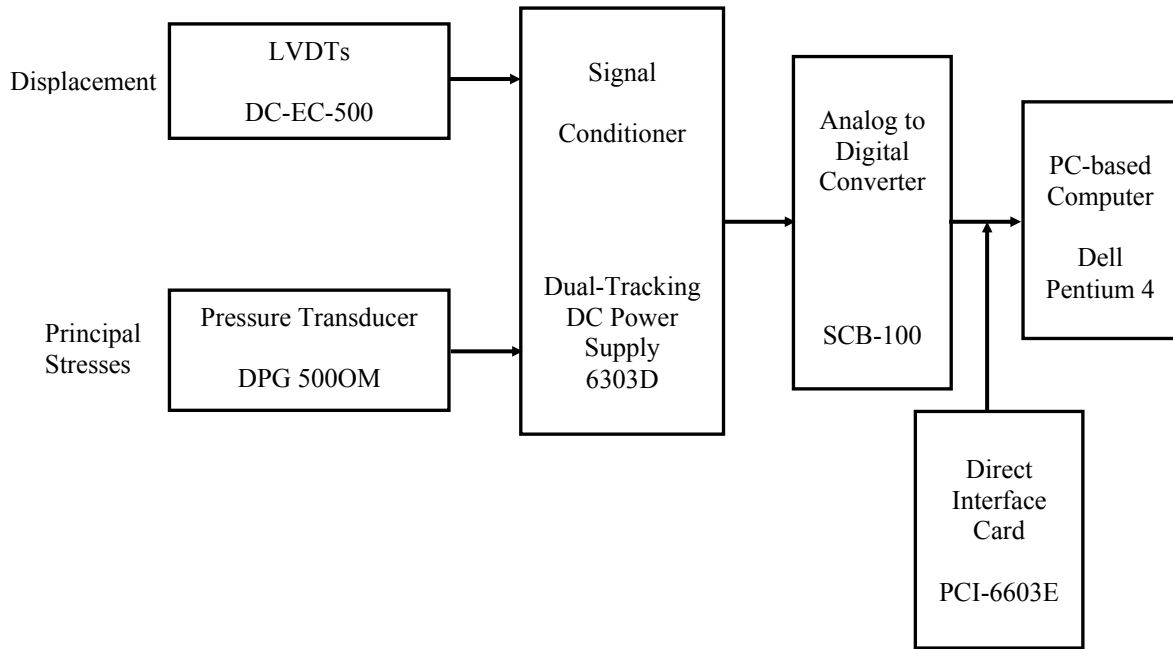 Displacement
LVDTs
DC-EC-500
Principal
Stresses
Pressure Transducer
DPG 500OM
Signal
Conditioner
Dual-Tracking
DC Power
Supply
6303D
Analog to
Digital
Converter
SCB-100
PC-based
Computer
Dell
Pentium 4
Direct
Interface
Card
PCI-6603E